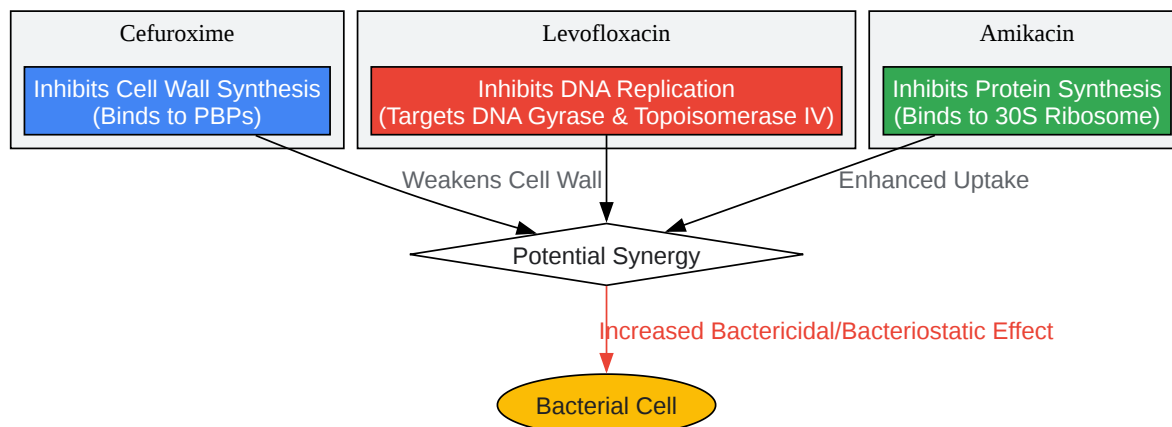 Cefuroxime
Levofloxacin
Amikacin
Inhibits Cell Wall Synthesis
(Binds to PBPs)
Inhibits DNA Replication
(Targets DNA Gyrase & Topoisomerase IV)
Inhibits Protein Synthesis
(Binds to 30S Ribosome)
Weakens Cell Wall
Enhanced Uptake
Potential Synergy
Increased Bactericidal/Bacteriostatic Effect
Bacterial Cell